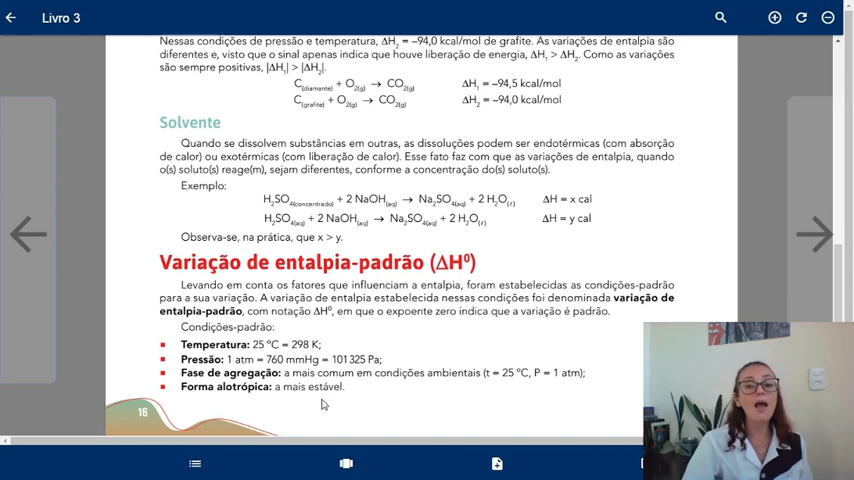 Livro 3
Nessas condições de pressão e temperatura, ΔH₂ = –94,0 kcal/mol de grafite. As variações de entalpia são
diferentes e, visto que o sinal apenas indica que houve liberação de energia, ΔH₁ > ΔH₂. Como as variações
são sempre positivas, |ΔH₁| > |ΔH₂|.
C(diamante) + O₂(g) → CO₂(g) ΔH₁ = –94,5 kcal/mol
C(grafite) + O₂(g) → CO₂(g) ΔH₂ = –94,0 kcal/mol
Solvente
Quando se dissolvem substâncias em outras, as dissoluções podem ser endotérmicas (com absorção
de calor) ou exotérmicas (com liberação de calor). Esse fato faz com que as variações de entalpia, quando
o(s) soluto(s) reage(m), sejam diferentes, conforme a concentração do(s) soluto(s).
Exemplo:
H₂SO₄(concentrado) + 2 NaOH(aq) → Na₂SO₄(aq) + 2 H₂O(ℓ) ΔH = x cal
H₂SO₄(aq) + 2 NaOH(aq) → Na₂SO₄(aq) + 2 H₂O(ℓ) ΔH = y cal
Observa-se, na prática, que x > y.
Variação de entalpia-padrão (ΔH⁰)
Levando em conta os fatores que influenciam a entalpia, foram estabelecidas as condições-padrão
para a sua variação. A variação de entalpia estabelecida nessas condições foi denominada variação de
entalpia-padrão, com notação ΔH⁰, em que o expoente zero indica que a variação é padrão.
Condições-padrão:
Temperatura: 25 ºC = 298 K;
Pressão: 1 atm = 760 mmHg = 101 325 Pa;
Fase de agregação: a mais comum em condições ambientais (t = 25 ºC, P = 1 atm);
Forma alotrópica: a mais estável.
16